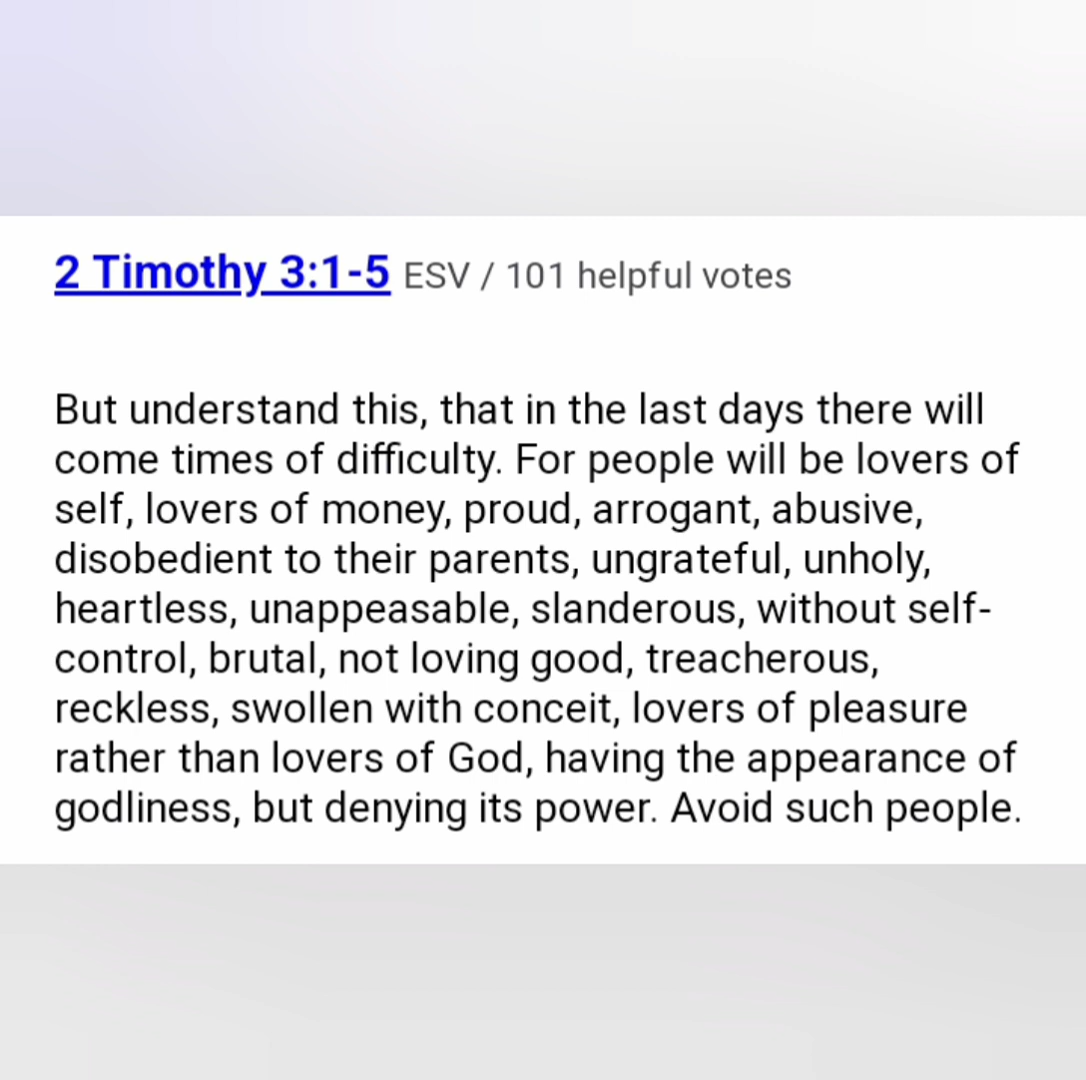 2 Timothy 3:1-5 ESV / 101 helpful votes
But understand this, that in the last days there will
come times of difficulty. For people will be lovers of
self, lovers of money, proud, arrogant, abusive,
disobedient to their parents, ungrateful, unholy,
heartless, unappeasable, slanderous, without self-
control, brutal, not loving good, treacherous,
reckless, swollen with conceit, lovers of pleasure
rather than lovers of God, having the appearance of
godliness, but denying its power. Avoid such people.